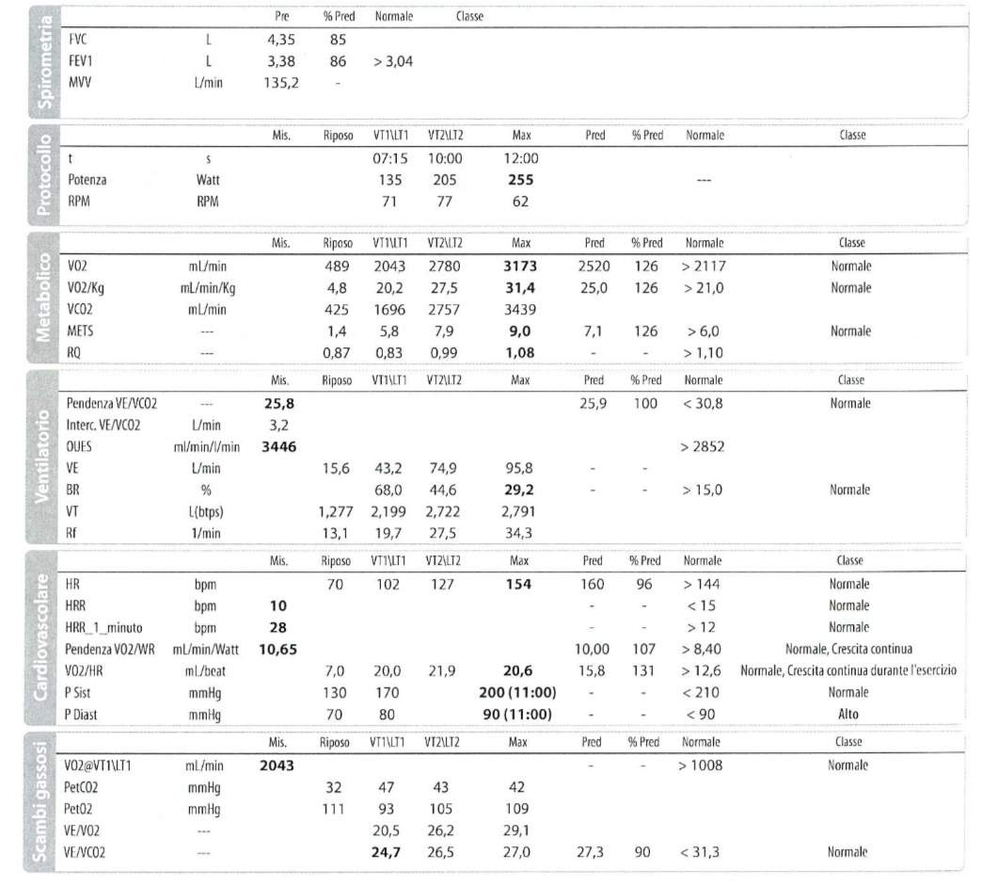 Spirometria
Pre % Pred Normale Classe
FVC L 4,35 85
FEV1 L 3,38 86 > 3,04
MVV L/min 135,2 -
Protocollo
Mis. Riposo VT1\LT1 VT2\LT2 Max Pred % Pred Normale Classe
t s 07:15 10:00 12:00
Potenza Watt 135 205 255 ---
RPM RPM 71 77 62
Metabolico
Mis. Riposo VT1\LT1 VT2\LT2 Max Pred % Pred Normale Classe
VO2 mL/min 489 2043 2780 3173 2520 126 > 2117 Normale
VO2/Kg mL/min/Kg 4,8 20,2 27,5 31,4 25,0 126 > 21,0 Normale
VCO2 mL/min 425 1696 2757 3439
METS --- 1,4 5,8 7,9 9,0 7,1 126 > 6,0 Normale
RQ --- 0,87 0,83 0,99 1,08 - - > 1,10
Ventilatorio
Mis. Riposo VT1\LT1 VT2\LT2 Max Pred % Pred Normale Classe
Pendenza VE/VCO2 --- 25,8 25,9 100 < 30,8 Normale
Interc. VE/VCO2 L/min 3,2
OUES ml/min/l/min 3446 > 2852
VE L/min 15,6 43,2 74,9 95,8 - -
BR % 68,0 44,6 29,2 - - > 15,0 Normale
VT L(btps) 1,277 2,199 2,722 2,791
Rf 1/min 13,1 19,7 27,5 34,3
Cardiovascolare
Mis. Riposo VT1\LT1 VT2\LT2 Max Pred % Pred Normale Classe
HR bpm 70 102 127 154 160 96 > 144 Normale
HRR bpm 10 - - < 15 Normale
HRR_1_minuto bpm 28 - - > 12 Normale
Pendenza VO2/WR mL/min/Watt 10,65 10,00 107 > 8,40 Normale, Crescita continua
VO2/HR mL/beat 7,0 20,0 21,9 20,6 15,8 131 > 12,6 Normale, Crescita continua durante l'esercizio
P Sist mmHg 130 170 200 (11:00) - - < 210 Normale
P Diast mmHg 70 80 90 (11:00) - - < 90 Alto
Scambi gassosi
Mis. Riposo VT1\LT1 VT2\LT2 Max Pred % Pred Normale Classe
VO2@VT1\LT1 mL/min 2043 - - > 1008 Normale
PetCO2 mmHg 32 47 43 42
PetO2 mmHg 111 93 105 109
VE/VO2 --- 20,5 26,2 29,1
VE/VCO2 --- 24,7 26,5 27,0 27,3 90 < 31,3 Normale